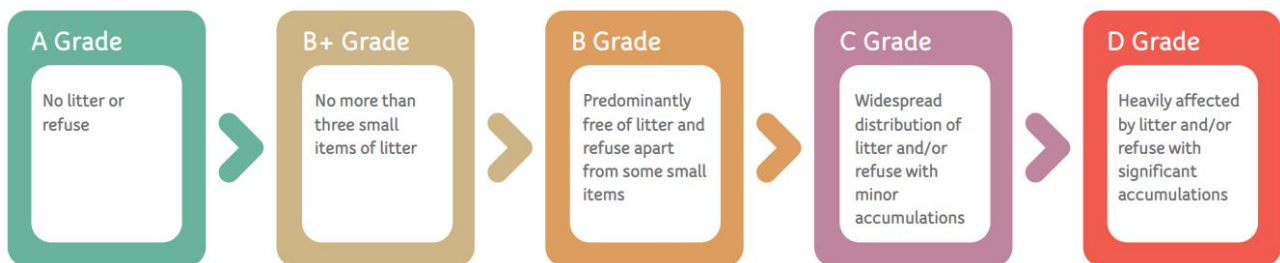 A Grade
No litter or
refuse
B+ Grade
No more than
three small
items of litter
B Grade
Predominantly
free of litter and
refuse apart
from some small
items
C Grade
Widespread
distribution of
litter and/or
refuse with
minor
accumulations
D Grade
Heavily affected
by litter and/or
refuse with
significant
accumulations